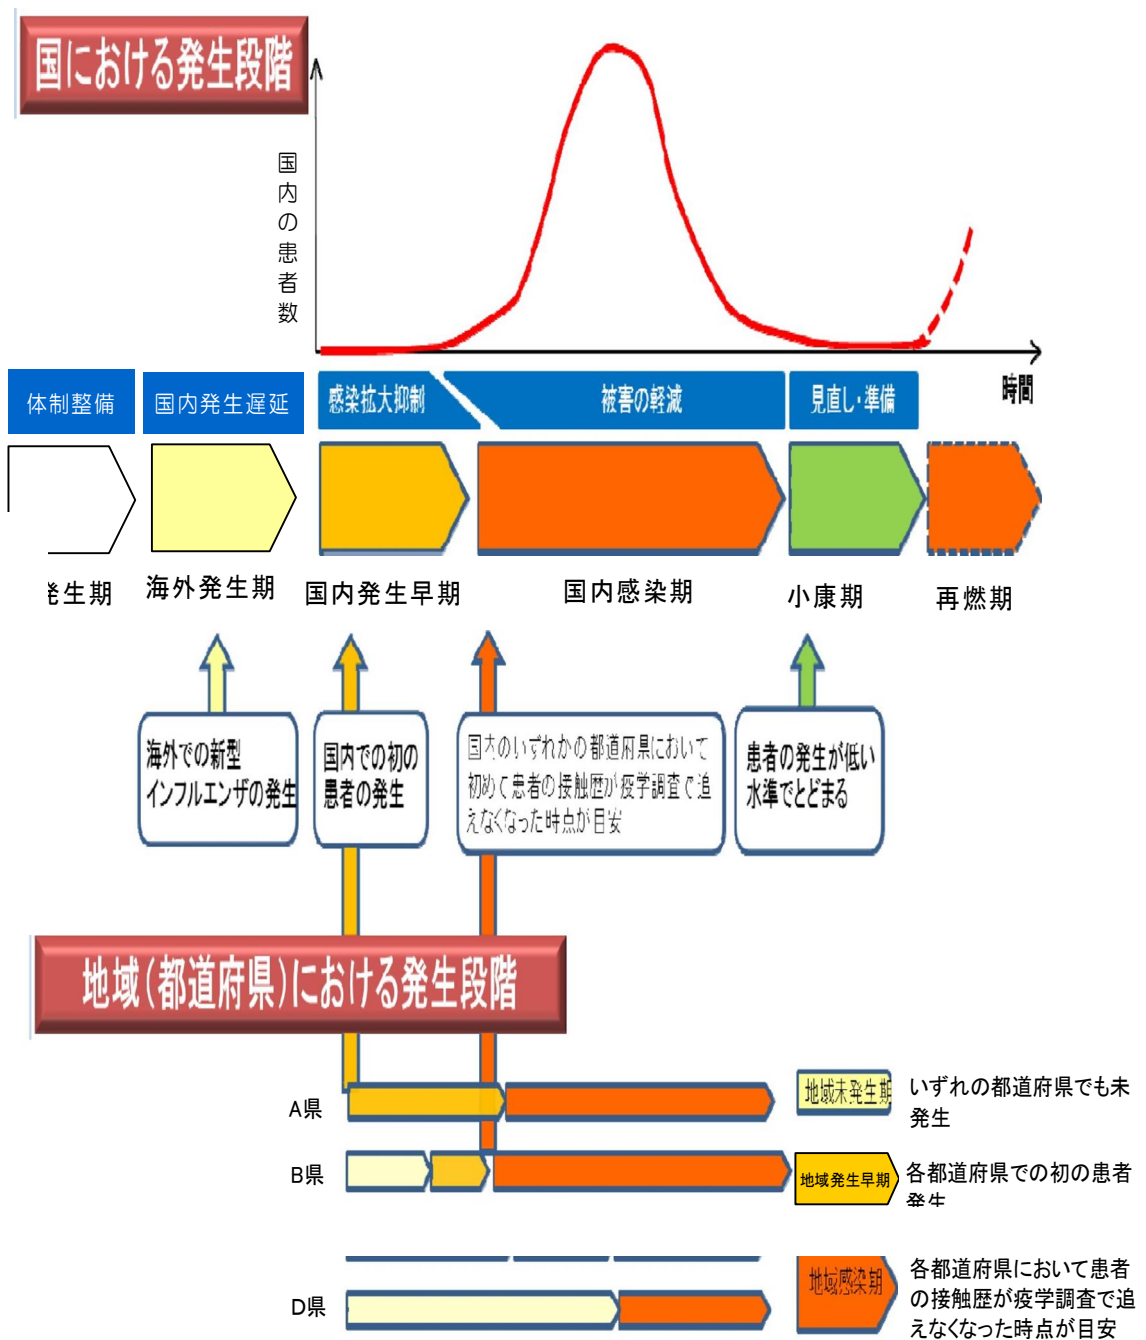 国における発生段階
国内の患者数
時間
体制整備
国内発生遅延
感染拡大抑制
被害の軽減
見直し・準備
生期
海外発生期
国内発生早期
国内感染期
小康期
再燃期
海外での新型
インフルエンザの発生
国内での初の
患者の発生
国内のいずれかの都道府県において
初めて患者の接触歴が疫学調査で追
えなくなった時点が目安
患者の発生が低い
水準でとどまる
地域(都道府県)における発生段階
A県
地域未発生期
いずれの都道府県でも未
発生
B県
地域発生早期
各都道府県での初の患者
発生
地域感染期
各都道府県において患者
の接触歴が疫学調査で追
えなくなった時点が目安
D県